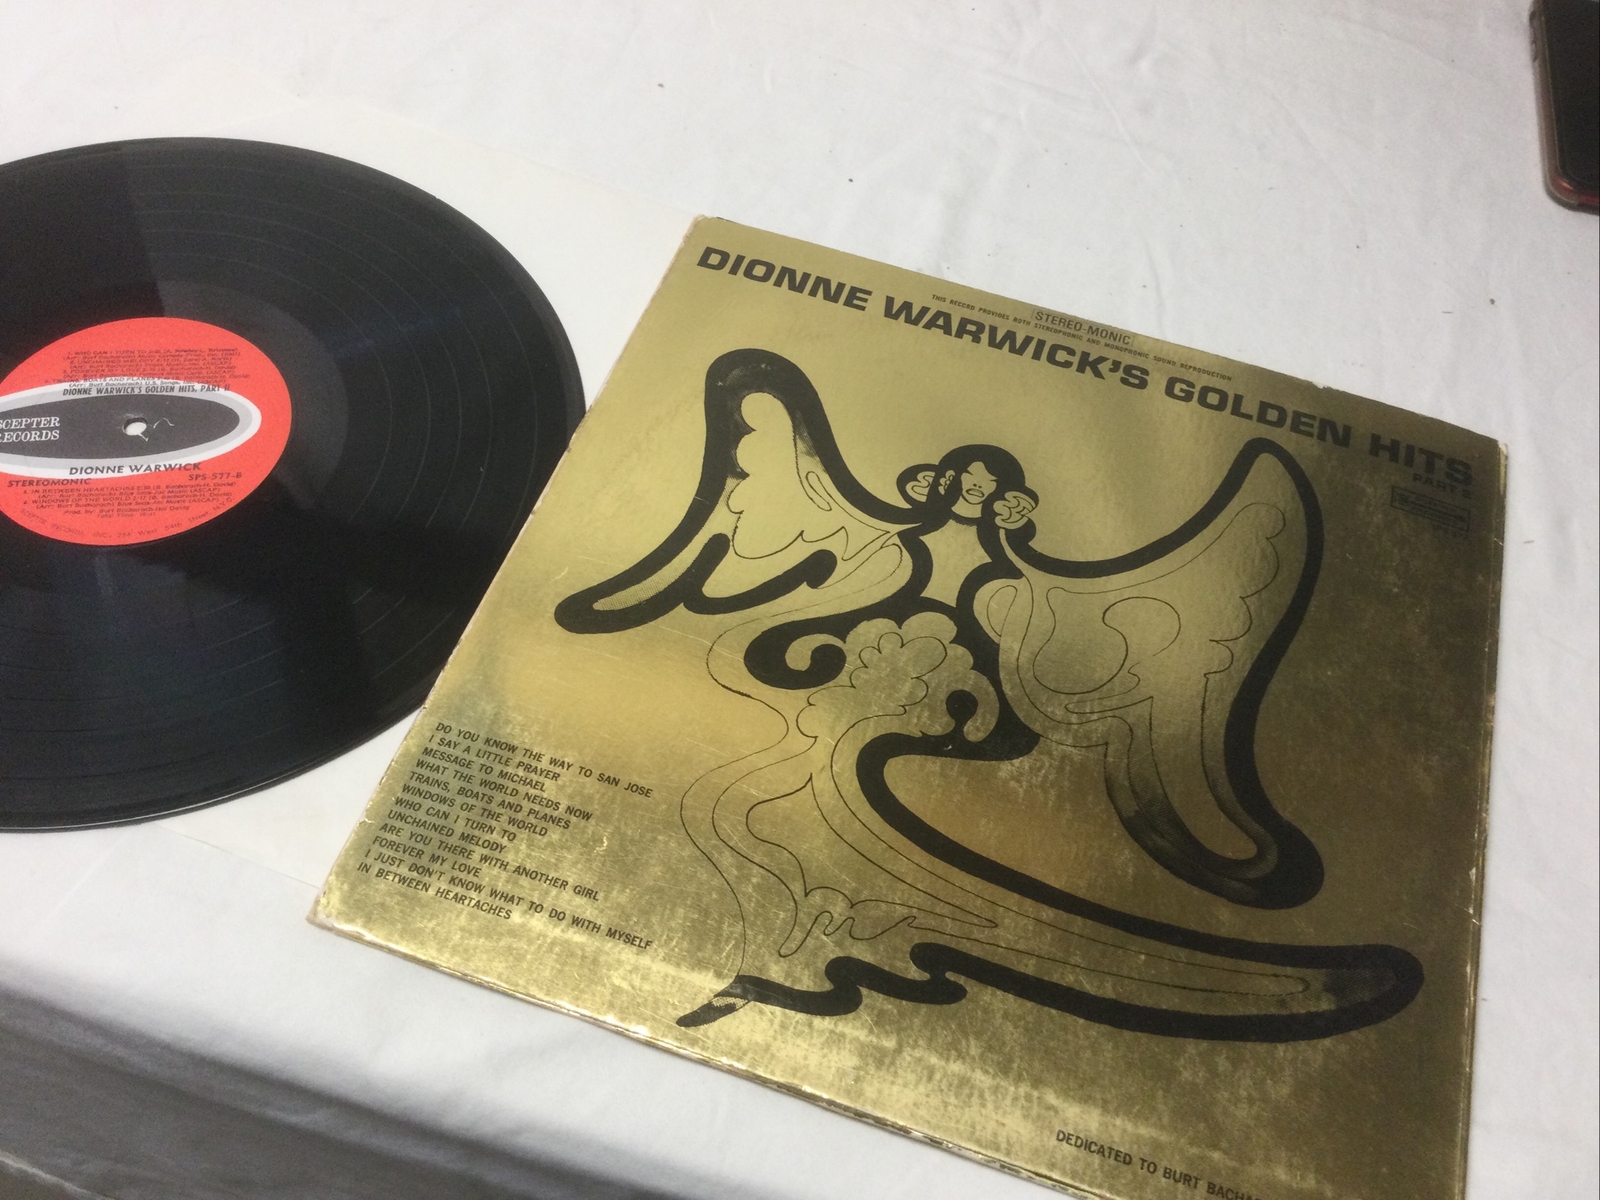 DIONNE WARWICK'S GOLDEN HITS
PART 2
STEREO-MONIC
THIS RECORD PROVIDES BOTH STEREOPHONIC AND MONOPHONIC SOUND REPRODUCTION
DO YOU KNOW THE WAY TO SAN JOSE
I SAY A LITTLE PRAYER
MESSAGE TO MICHAEL
WHAT THE WORLD NEEDS NOW
TRAINS, BOATS AND PLANES
WINDOWS OF THE WORLD
WHO CAN I TURN TO
UNCHAINED MELODY
ARE YOU THERE WITH ANOTHER GIRL
FOREVER MY LOVE
I JUST DON'T KNOW WHAT TO DO WITH MYSELF
IN BETWEEN HEARTACHES
DEDICATED TO BURT
DIONNE WARWICK'S GOLDEN HITS, PART II
SCEPTER
RECORDS
DIONNE WARWICK
STEREOMONIC
SPS-577-B